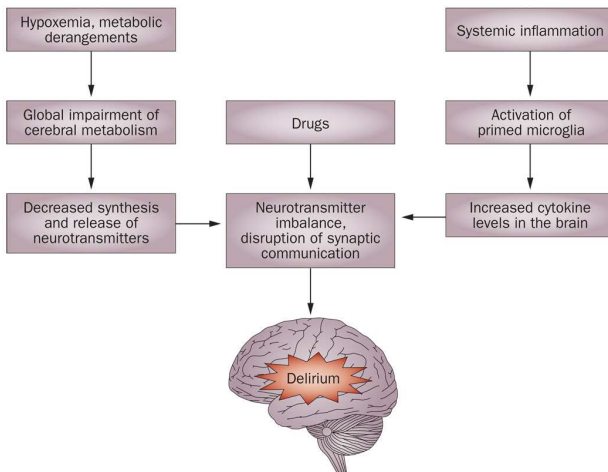 Hypoxemia, metabolic
derangements
Systemic inflammation
Global impairment of
cerebral metabolism
Drugs
Activation of
primed microglia
Decreased synthesis
and release of
neurotransmitters
Neurotransmitter
imbalance,
disruption of synaptic
communication
Increased cytokine
levels in the brain
Delirium